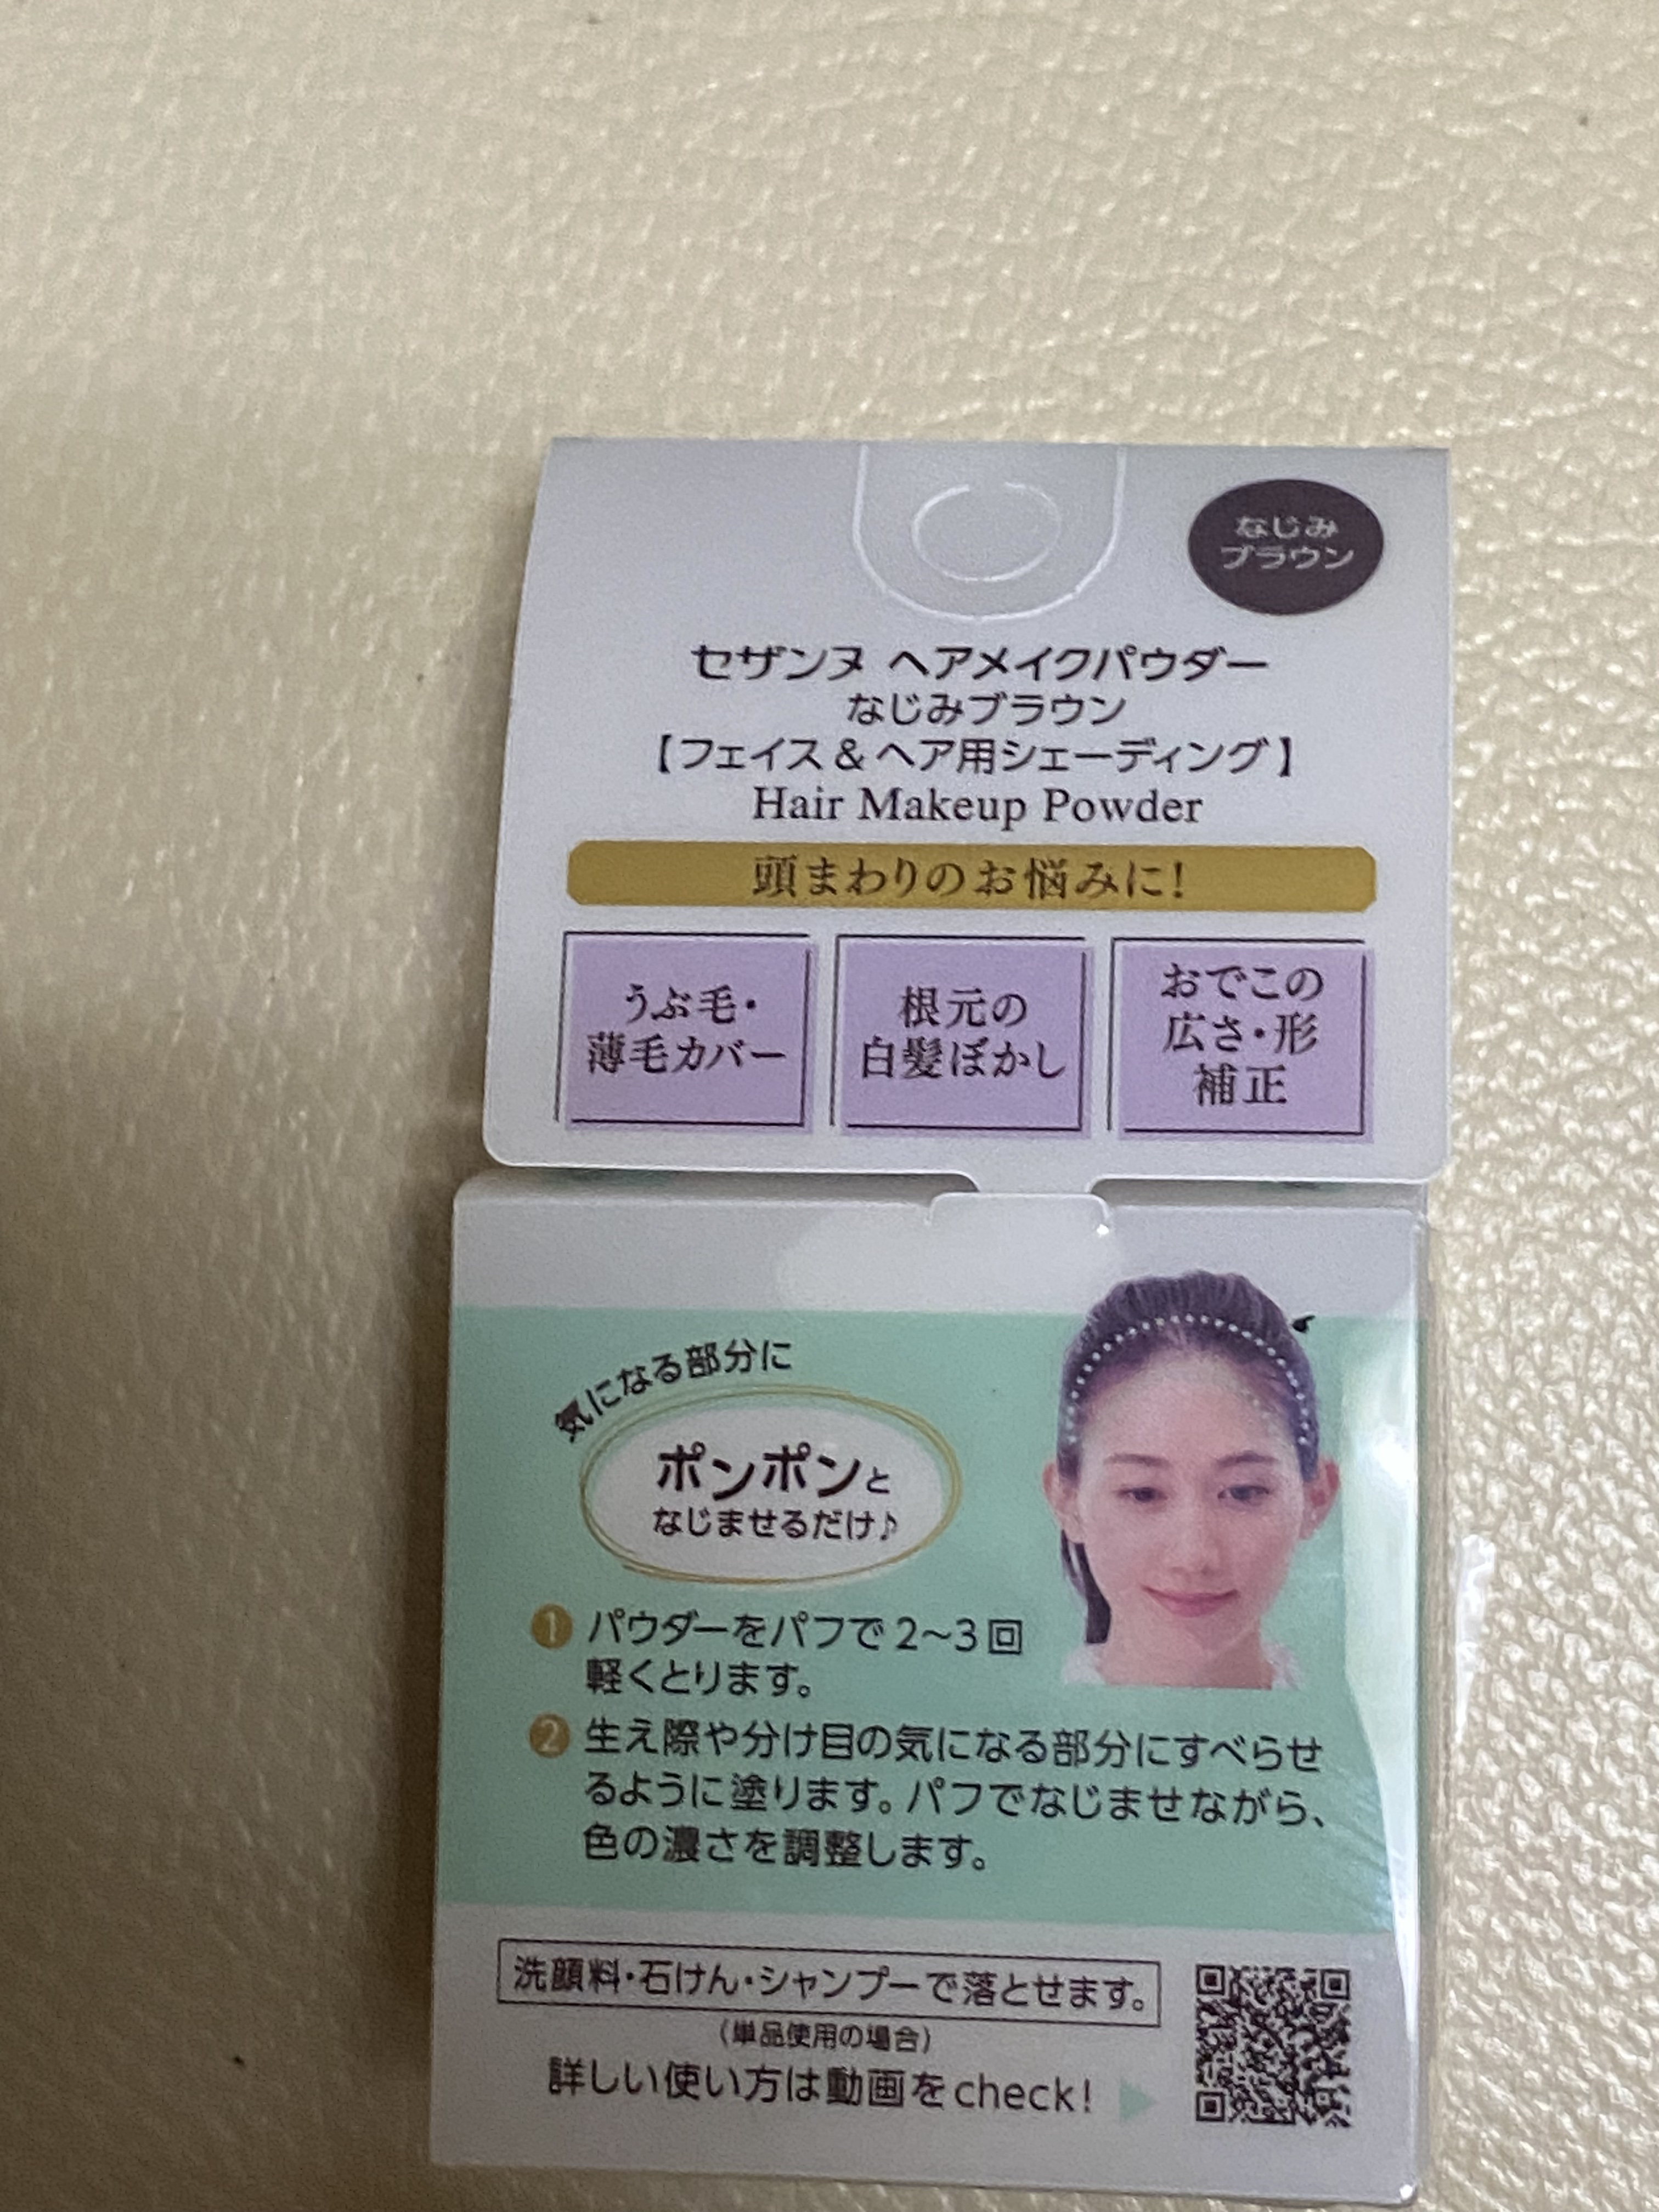 なじみ
ブラウン
セザンヌ ヘアメイクパウダー
なじみブラウン
【フェイス&ヘア用シェーディング】
Hair Makeup Powder
頭まわりのお悩みに!
うぶ毛・
薄毛カバー
根元の
白髪ぼかし
おでこの
広さ・形
補正
気になる部分に
ポンポンと
なじませるだけ♪
1 パウダーをパフで2〜3回
軽くとります。
2 生え際や分け目の気になる部分にすべらせ
るように塗ります。パフでなじませながら、
色の濃さを調整します。
洗顔料・石けん・シャンプーで落とせます。
(単品使用の場合)
詳しい使い方は動画をcheck!